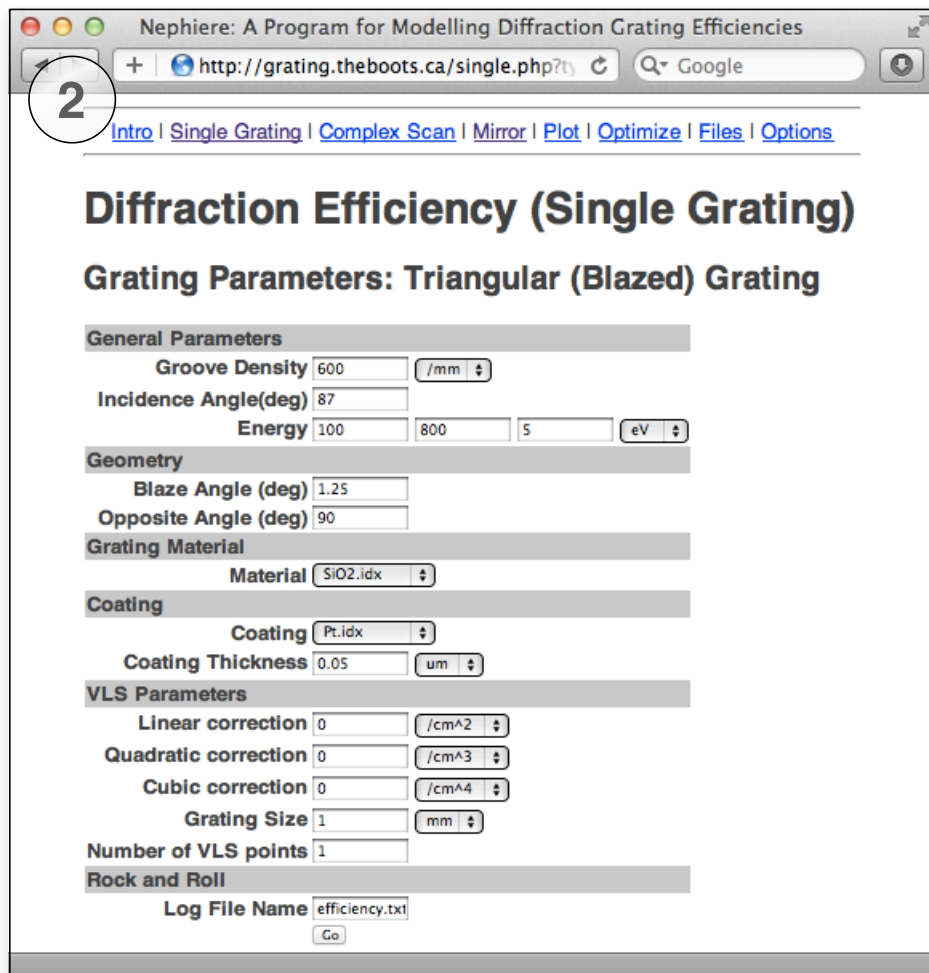 Nephiere: A Program for Modelling Diffraction Grating Efficiencies
+ http://grating.theboots.ca/single.php?ty Google
2
Intro | Single Grating | Complex Scan | Mirror | Plot | Optimize | Files | Options
Diffraction Efficiency (Single Grating)
Grating Parameters: Triangular (Blazed) Grating
General Parameters
Groove Density 600 /mm
Incidence Angle(deg) 87
Energy 100 800 5 eV
Geometry
Blaze Angle (deg) 1.25
Opposite Angle (deg) 90
Grating Material
Material SiO2.idx
Coating
Coating Pt.idx
Coating Thickness 0.05 um
VLS Parameters
Linear correction 0 /cm^2
Quadratic correction 0 /cm^3
Cubic correction 0 /cm^4
Grating Size 1 mm
Number of VLS points 1
Rock and Roll
Log File Name efficiency.txt
Go